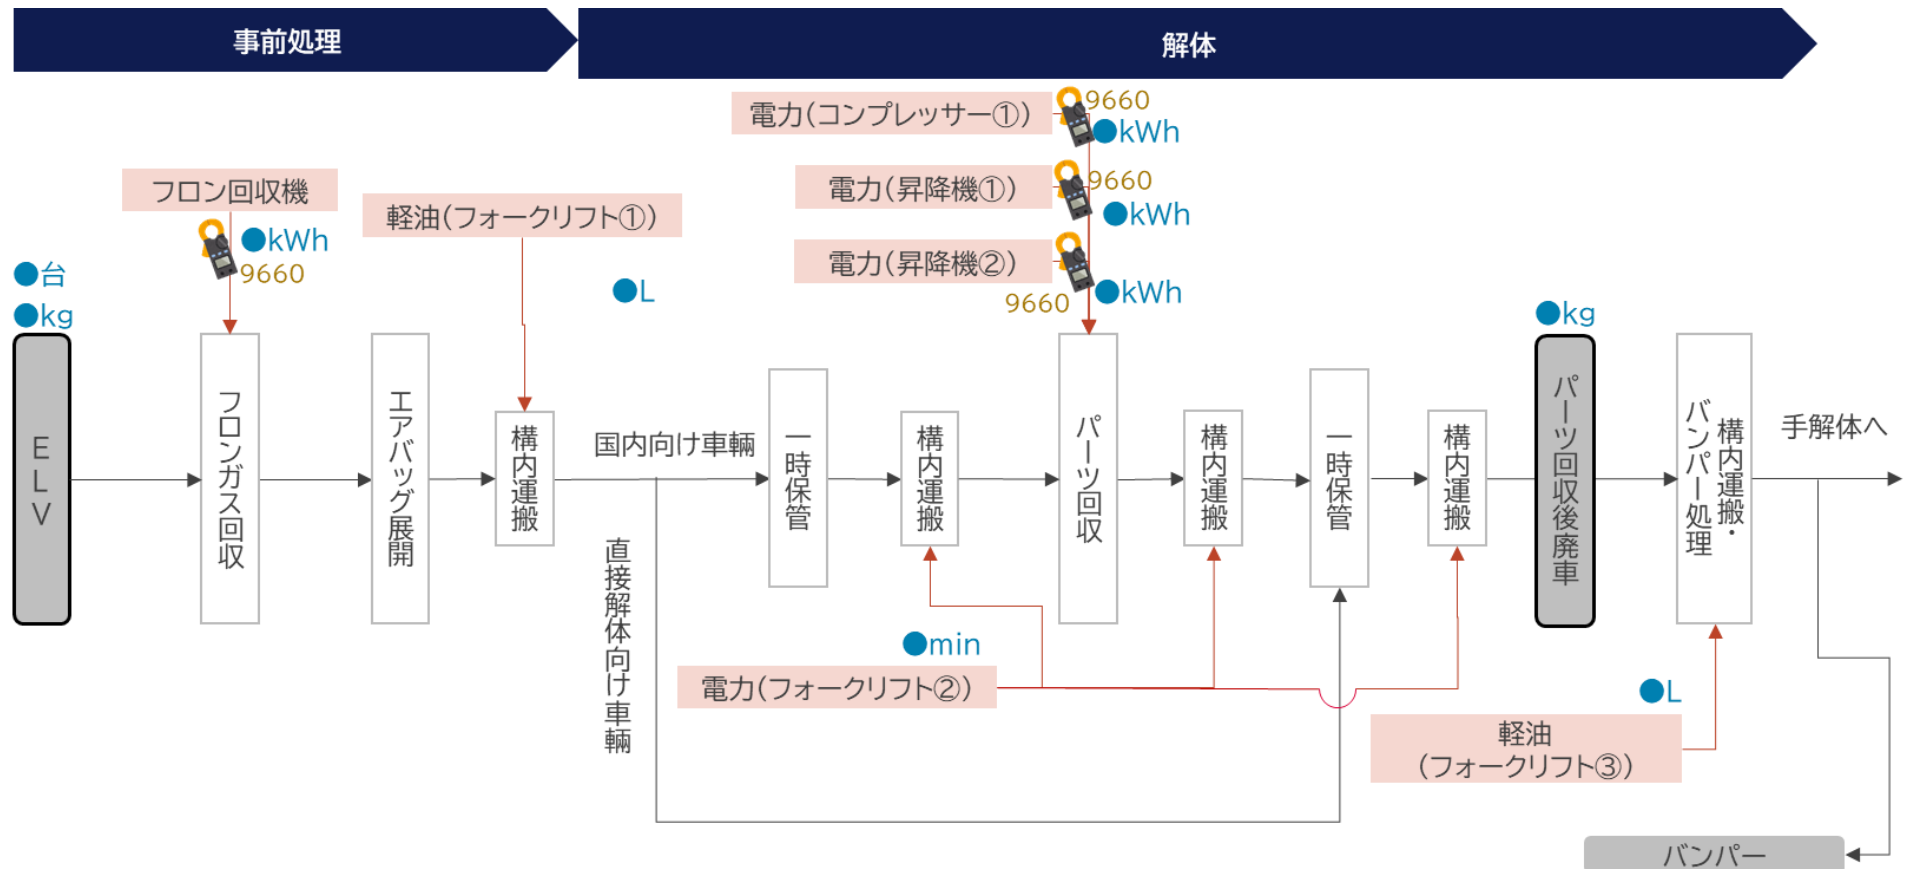 事前処理
解体
電力(コンプレッサー①)
9660
●kWh
フロン回収機
軽油(フォークリフト①)
電力(昇降機①)
9660
●kWh
●kWh
9660
電力(昇降機②)
●kWh
9660
●台
●kg
●L
●kg
ELV
フロンガス回収
エアバッグ展開
構内運搬
国内向け車輌
直接解体向け車輌
一時保管
構内運搬
パーツ回収
構内運搬
一時保管
構内運搬
パーツ回収後廃車
構内運搬・
バンパー処理
手解体へ
●min
電力(フォークリフト②)
●L
軽油
(フォークリフト③)
バンパー